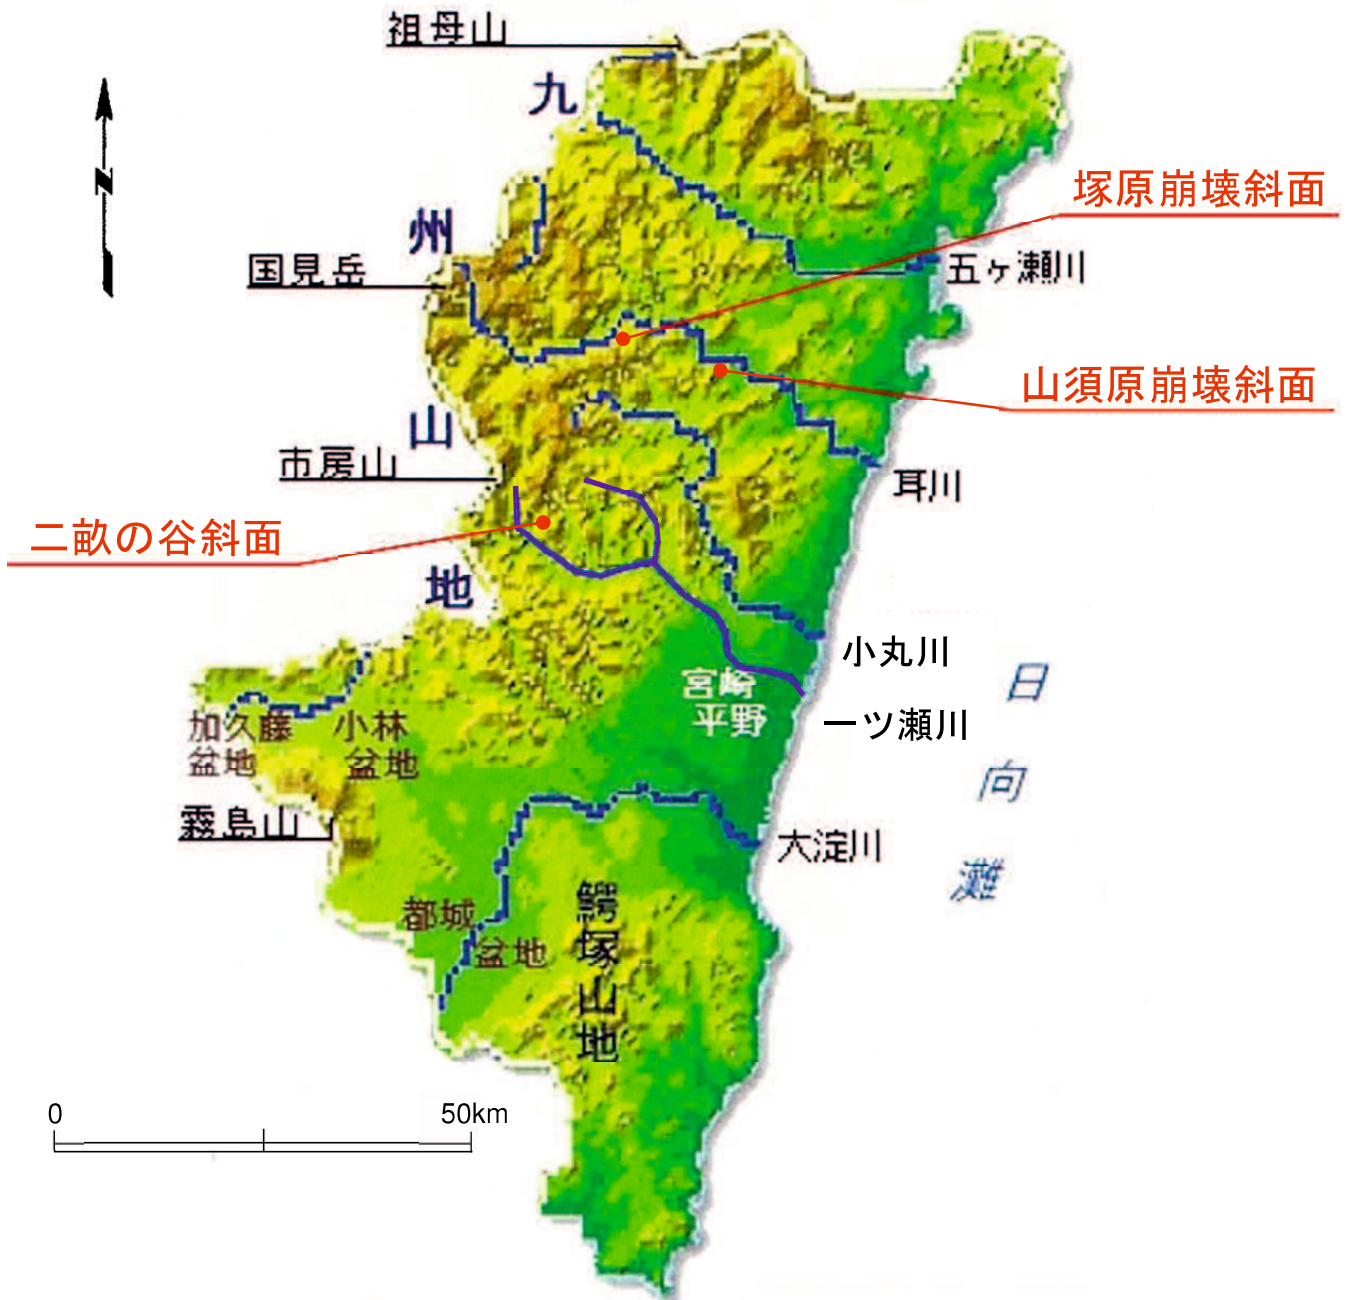 祖母山
九州山地
塚原崩壊斜面
国見岳
五ヶ瀬川
山須原崩壊斜面
市房山
耳川
二畝の谷斜面
小丸川
宮崎
平野
一ツ瀬川
日向灘
加久藤
盆地
小林
盆地
霧島山
大淀川
都城
盆地
鰐塚山地
N
0
50km